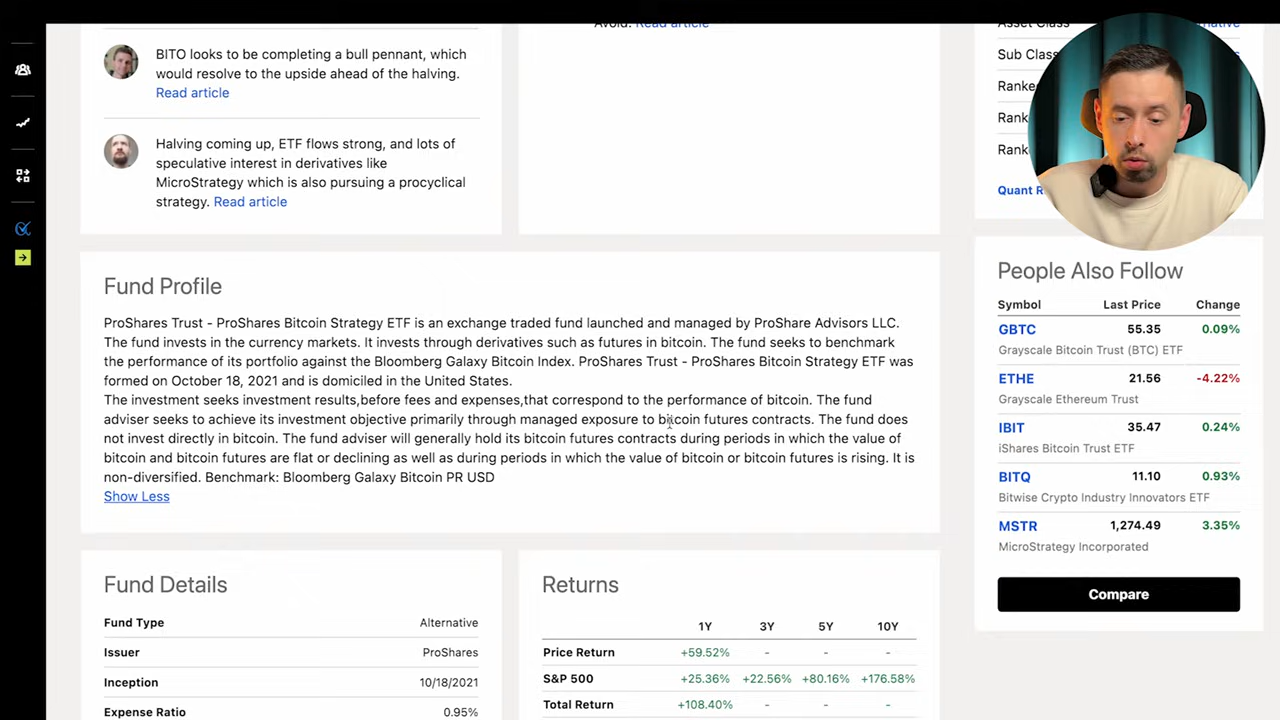 Avoid: Read article
Asset Class
BITO looks to be completing a bull pennant, which
would resolve to the upside ahead of the halving.
Read article
Halving coming up, ETF flows strong, and lots of
speculative interest in derivatives like
MicroStrategy which is also pursuing a procyclical
strategy. Read article
Sub Class
Ranke
Rank
Rank
Quant R
Fund Profile
ProShares Trust - ProShares Bitcoin Strategy ETF is an exchange traded fund launched and managed by ProShare Advisors LLC.
The fund invests in the currency markets. It invests through derivatives such as futures in bitcoin. The fund seeks to benchmark
the performance of its portfolio against the Bloomberg Galaxy Bitcoin Index. ProShares Trust - ProShares Bitcoin Strategy ETF was
formed on October 18, 2021 and is domiciled in the United States.
The investment seeks investment results,before fees and expenses,that correspond to the performance of bitcoin. The fund
adviser seeks to achieve its investment objective primarily through managed exposure to bitcoin futures contracts. The fund does
not invest directly in bitcoin. The fund adviser will generally hold its bitcoin futures contracts during periods in which the value of
bitcoin and bitcoin futures are flat or declining as well as during periods in which the value of bitcoin or bitcoin futures is rising. It is
non-diversified. Benchmark: Bloomberg Galaxy Bitcoin PR USD
Show Less
People Also Follow
Symbol Last Price Change
GBTC 55.35 0.09%
Grayscale Bitcoin Trust (BTC) ETF
ETHE 21.56 -4.22%
Grayscale Ethereum Trust
IBIT 35.47 0.24%
iShares Bitcoin Trust ETF
BITQ 11.10 0.93%
Bitwise Crypto Industry Innovators ETF
MSTR 1,274.49 3.35%
MicroStrategy Incorporated
Compare
Fund Details
Fund Type Alternative
Issuer ProShares
Inception 10/18/2021
Expense Ratio 0.95%
Returns
1Y 3Y 5Y 10Y
Price Return +59.52% - - -
S&P 500 +25.36% +22.56% +80.16% +176.58%
Total Return +108.40% - - -